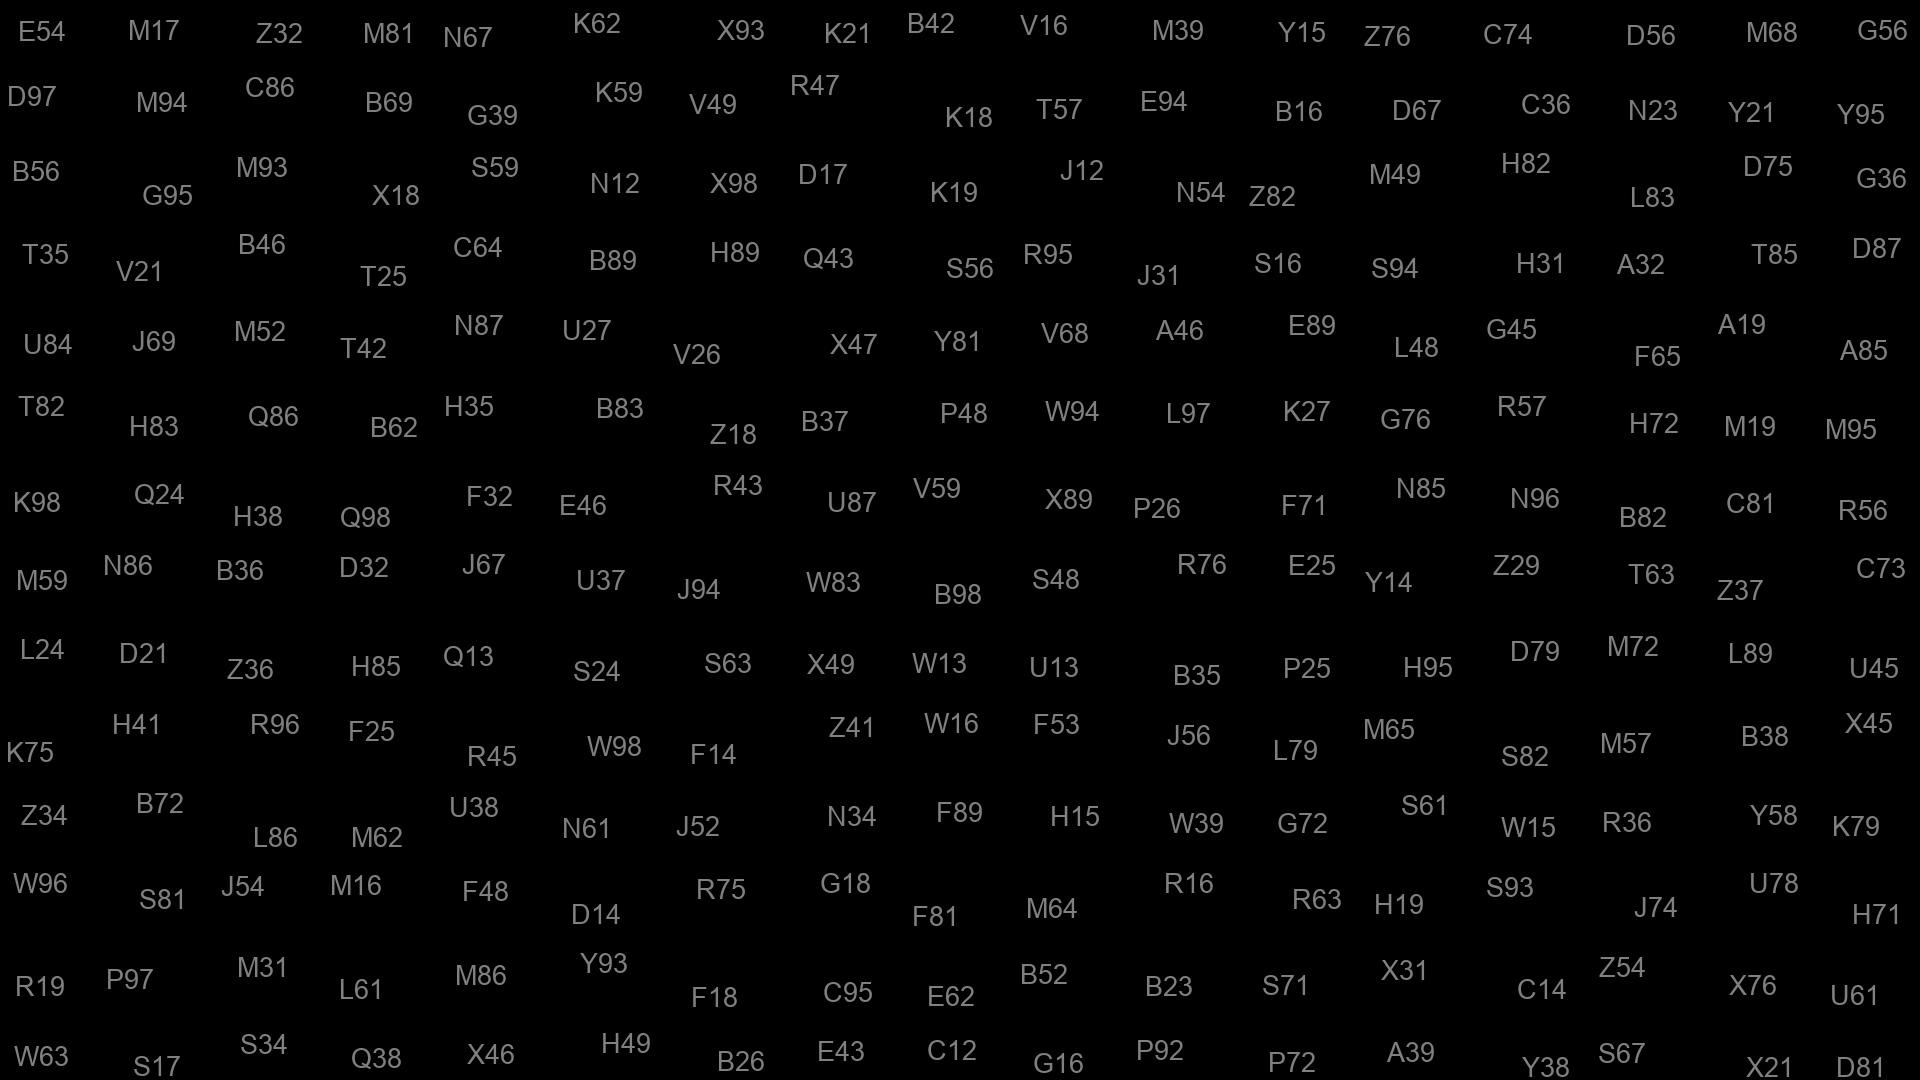 E54 M17 Z32 M81 N67 K62 X93 K21 B42 V16 M39 Y15 Z76 C74 D56 M68 G56
D97 M94 C86 B69 G39 K59 V49 R47 K18 T57 E94 B16 D67 C36 N23 Y21 Y95
B56 G95 M93 X18 S59 N12 X98 D17 K19 J12 N54 Z82 M49 H82 L83 D75 G36
T35 V21 B46 T25 C64 B89 H89 Q43 S56 R95 J31 S16 S94 H31 A32 T85 D87
U84 J69 M52 T42 N87 U27 V26 X47 Y81 V68 A46 E89 L48 G45 F65 A19 A85
T82 H83 Q86 B62 H35 B83 Z18 B37 P48 W94 L97 K27 G76 R57 H72 M19 M95
K98 Q24 H38 Q98 F32 E46 R43 U87 V59 X89 P26 F71 N85 N96 B82 C81 R56
M59 N86 B36 D32 J67 U37 J94 W83 B98 S48 R76 E25 Y14 Z29 T63 Z37 C73
L24 D21 Z36 H85 Q13 S24 S63 X49 W13 U13 B35 P25 H95 D79 M72 L89 U45
K75 H41 R96 F25 R45 W98 F14 Z41 W16 F53 J56 L79 M65 S82 M57 B38 X45
Z34 B72 L86 M62 U38 N61 J52 N34 F89 H15 W39 G72 S61 W15 R36 Y58 K79
W96 S81 J54 M16 F48 D14 R75 G18 F81 M64 R16 R63 H19 S93 J74 U78 H71
R19 P97 M31 L61 M86 Y93 F18 C95 E62 B52 B23 S71 X31 C14 Z54 X76 U61
W63 S17 S34 Q38 X46 H49 B26 E43 C12 G16 P92 P72 A39 Y38 S67 X21 D81